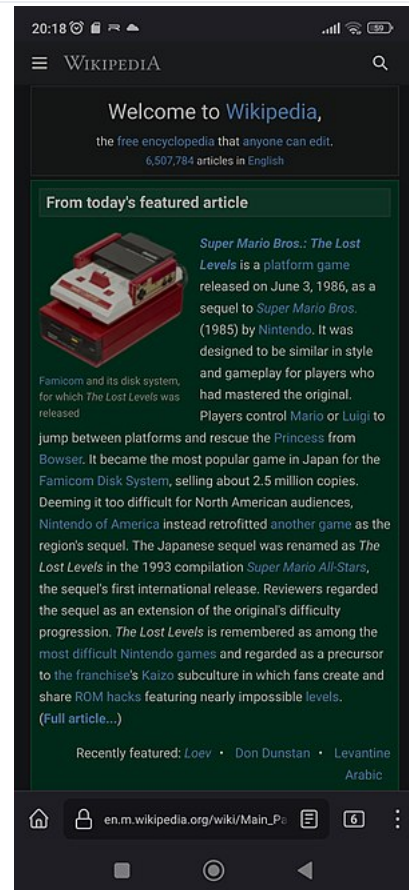 20:18
59
WIKIPEDIA
Welcome to Wikipedia,
the free encyclopedia that anyone can edit.
6,507,784 articles in English
From today's featured article
Super Mario Bros.: The Lost
Levels is a platform game
released on June 3, 1986, as a
sequel to Super Mario Bros.
(1985) by Nintendo. It was
designed to be similar in style
and gameplay for players who
had mastered the original.
Players control Mario or Luigi to
Famicom and its disk system,
for which The Lost Levels was
released
jump between platforms and rescue the Princess from
Bowser. It became the most popular game in Japan for the
Famicom Disk System, selling about 2.5 million copies.
Deeming it too difficult for North American audiences,
Nintendo of America instead retrofitted another game as the
region's sequel. The Japanese sequel was renamed as The
Lost Levels in the 1993 compilation Super Mario All-Stars,
the sequel's first international release. Reviewers regarded
the sequel as an extension of the original's difficulty
progression. The Lost Levels is remembered as among the
most difficult Nintendo games and regarded as a precursor
to the franchise's Kaizo subculture in which fans create and
share ROM hacks featuring nearly impossible levels.
(Full article...)
Recently featured: Loev • Don Dunstan • Levantine
Arabic
en.m.wikipedia.org/wiki/Main_Pa
6